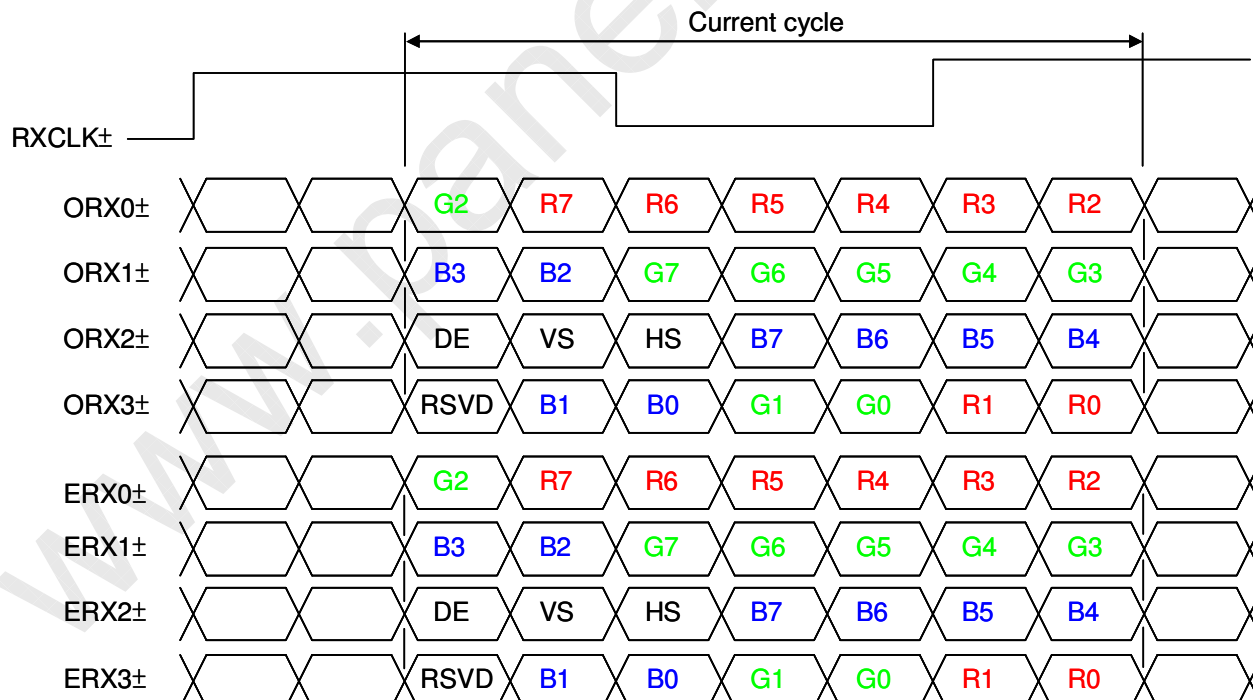 Current cycle
RXCLK±
ORX0± G2 R7 R6 R5 R4 R3 R2
ORX1± B3 B2 G7 G6 G5 G4 G3
ORX2± DE VS HS B7 B6 B5 B4
ORX3± RSVD B1 B0 G1 G0 R1 R0
ERX0± G2 R7 R6 R5 R4 R3 R2
ERX1± B3 B2 G7 G6 G5 G4 G3
ERX2± DE VS HS B7 B6 B5 B4
ERX3± RSVD B1 B0 G1 G0 R1 R0
www.pane